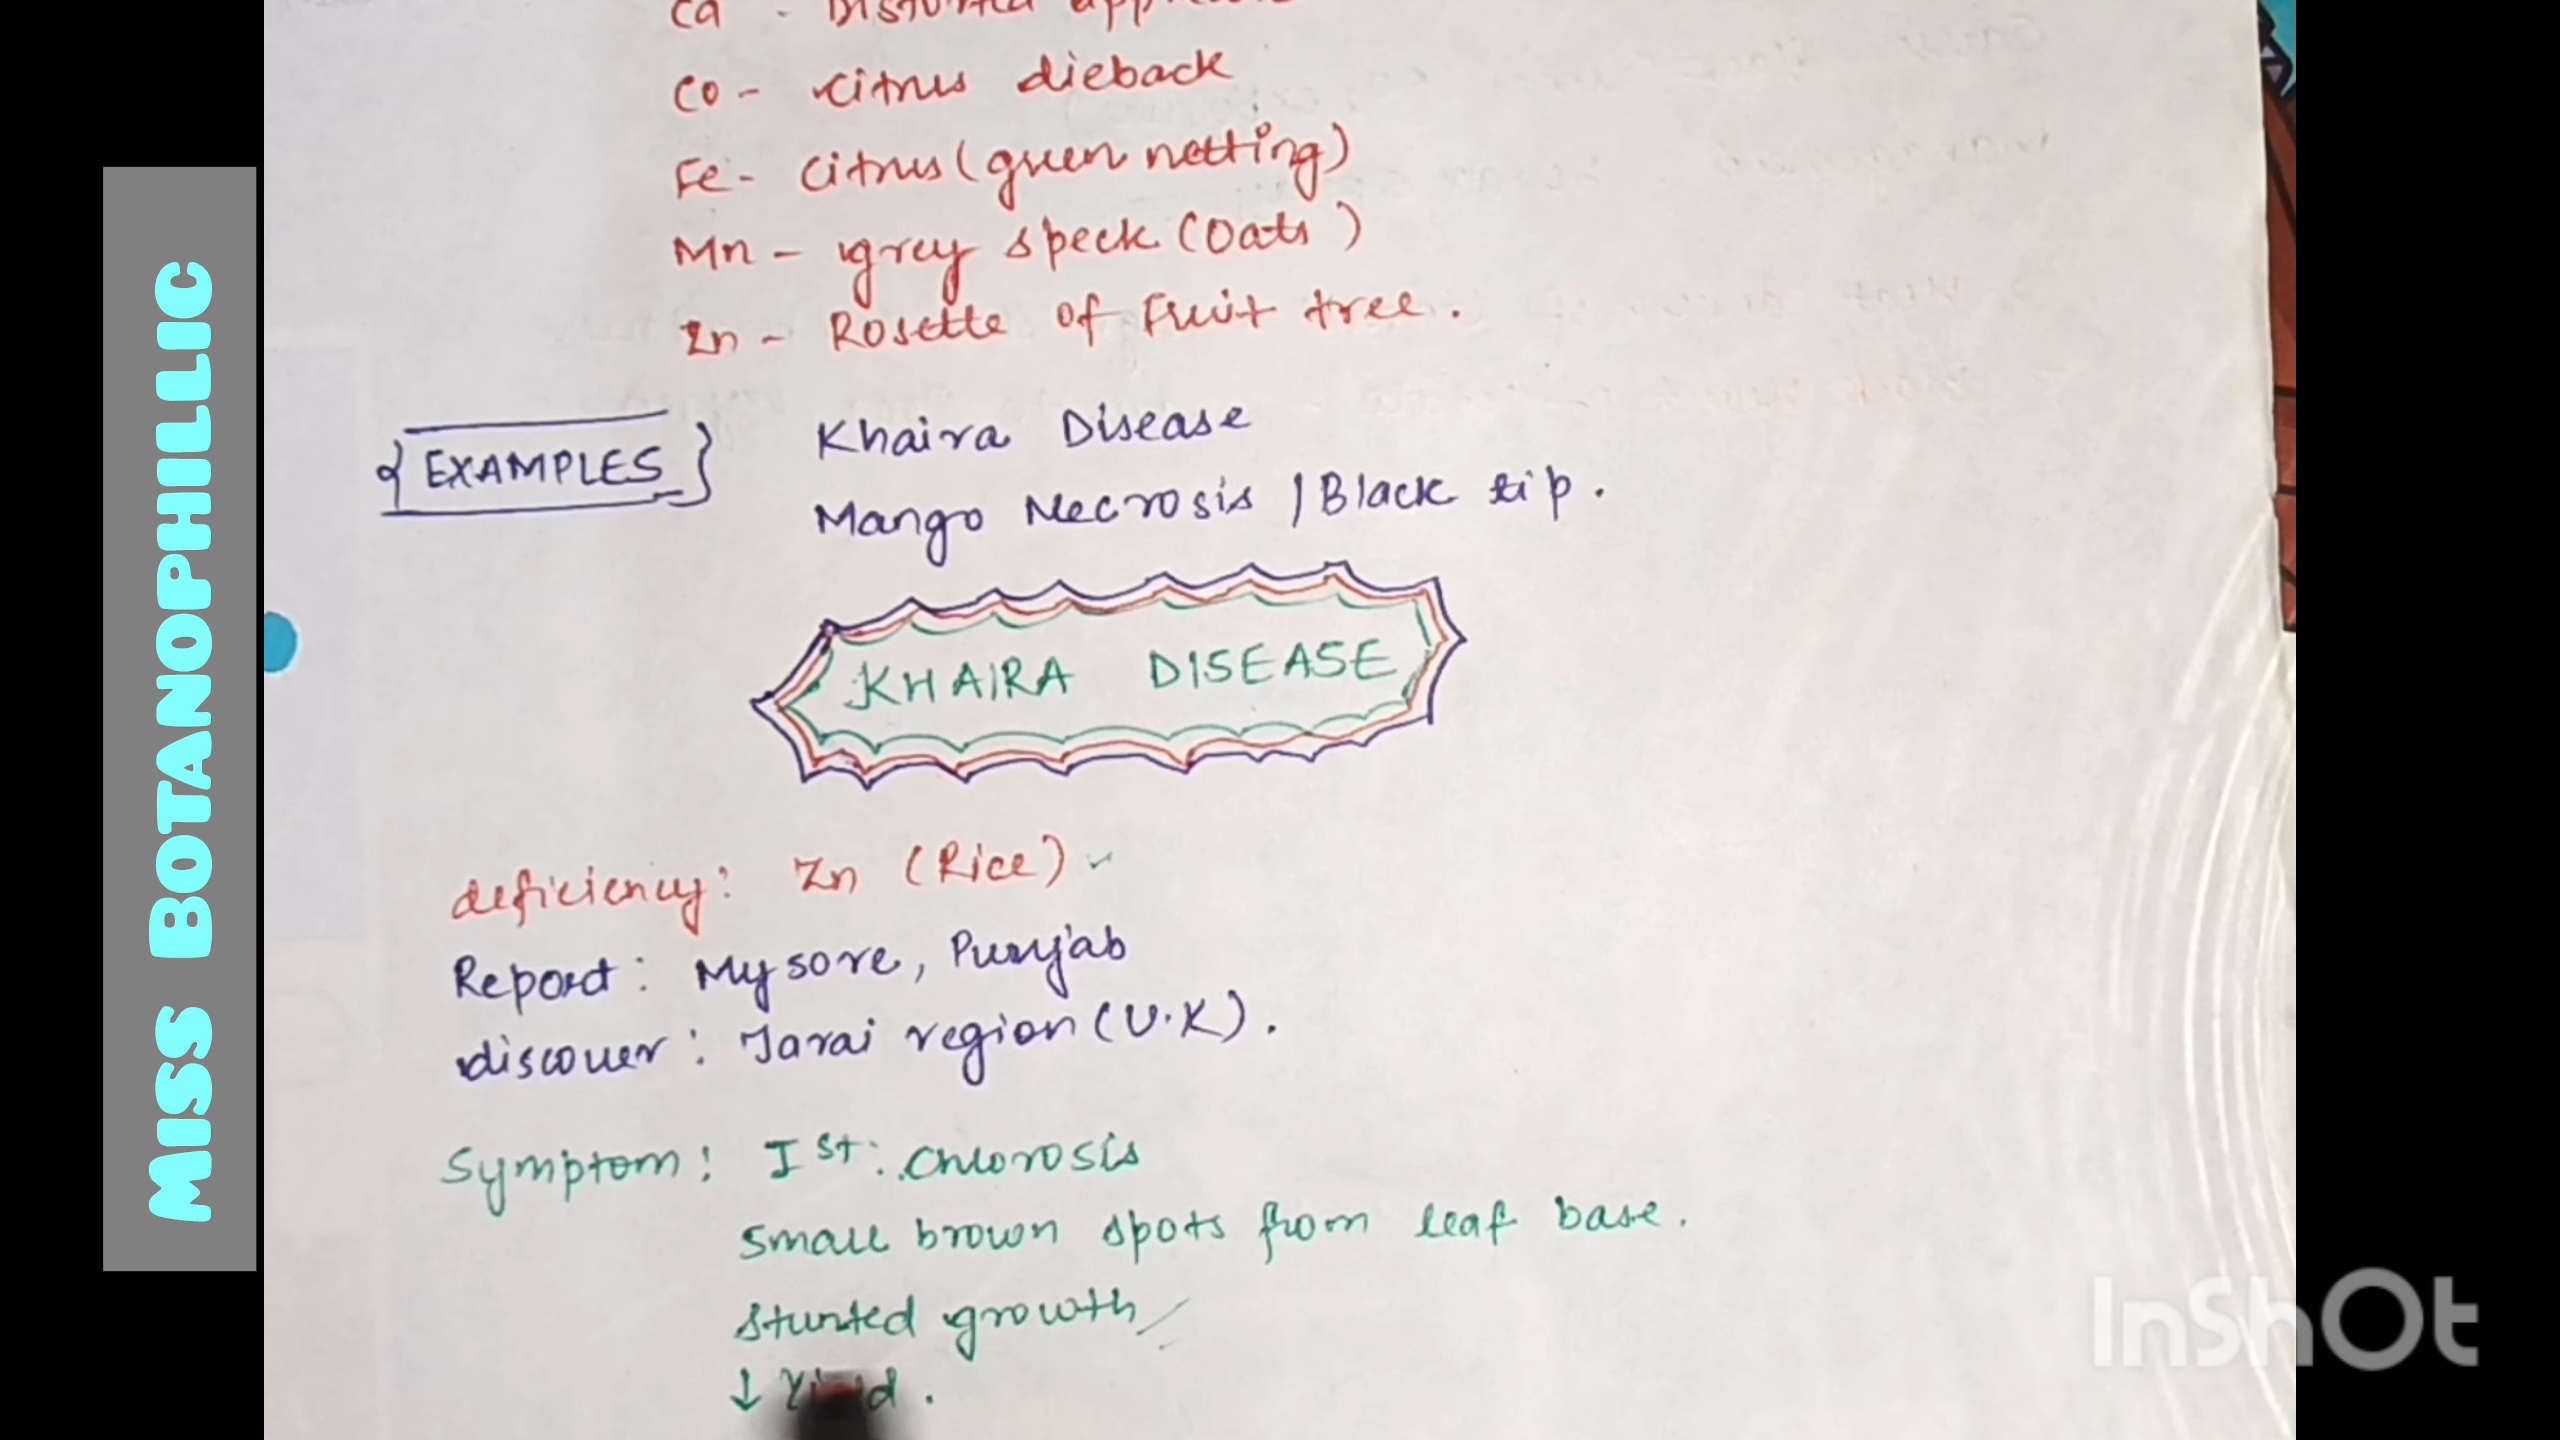 Ca - Distorted
Co - Citrus dieback
Fe - Citrus (green netting)
Mn - grey speck (Oats)
Zn - Rosette of Fruit tree.
{EXAMPLES} Khaira Disease
Mango Necrosis / Black tip.
KHAIRA DISEASE
deficiency: Zn (Rice)
Report: Mysore, Punjab
discover: Tarai region (U.K).
Symptom: Ist: Chlorosis
Small brown spots from leaf base.
Stunted growth
↓ Yield.
MISS BOTANOPHILLIC
InShOt